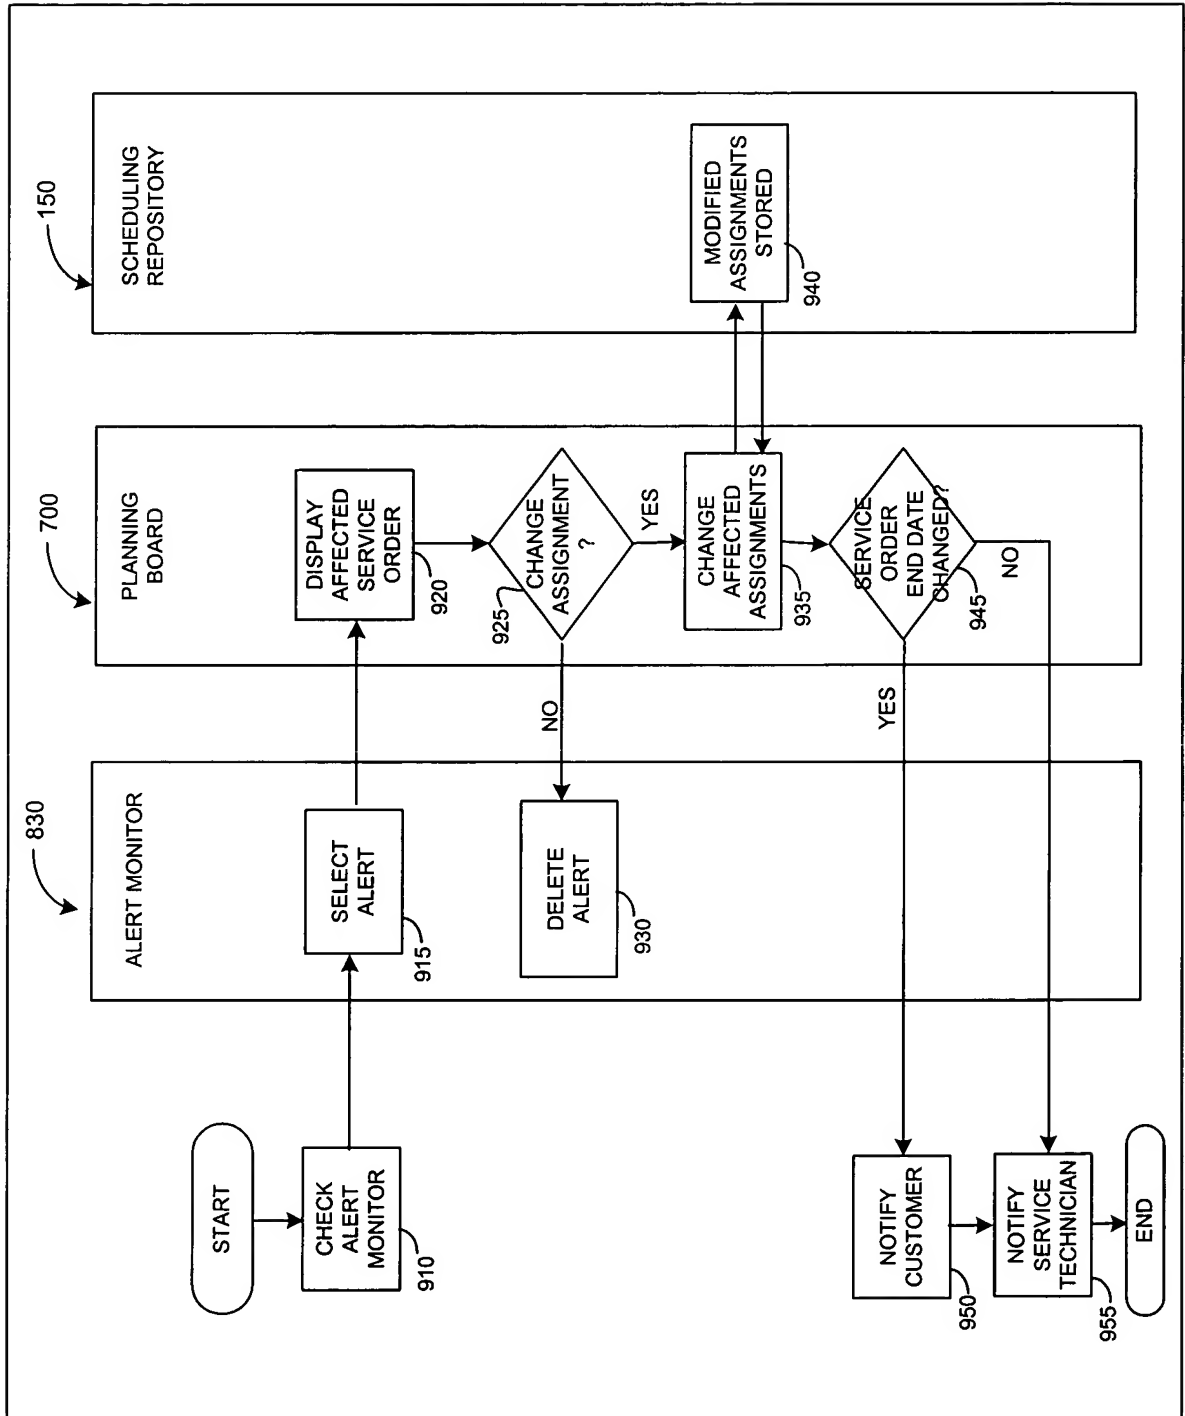 830
700
150
ALERT MONITOR
PLANNING
BOARD
SCHEDULING
REPOSITORY
START
CHECK
ALERT
MONITOR
910
SELECT
ALERT
915
DISPLAY
AFFECTED
SERVICE
ORDER
920
CHANGE
ASSIGNMENT
?
925
NO
DELETE
ALERT
930
YES
CHANGE
AFFECTED
ASSIGNMENTS
935
MODIFIED
ASSIGNMENTS
STORED
940
SERVICE
ORDER
END DATE
CHANGED?
945
YES
NO
NOTIFY
CUSTOMER
950
NOTIFY
SERVICE
TECHNICIAN
955
END